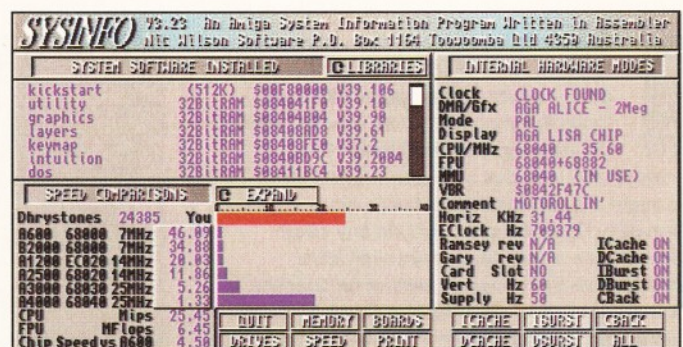 SYSINFO V3.23 An Amiga System Information Program Written in Assembler
Nic Wilson Software P.O. Box 1154 Toowoomba Qld 4350 Australia
SYSTEM SOFTWARE INSTALLED
C LIBRARIES
kickstart (512K) $00F80000 V39.106
utility 32BitRAM $084041F0 V39.10
graphics 32BitRAM $08404B04 V39.90
layers 32BitRAM $08408AD8 V39.61
keymap 32BitRAM $08408FE0 V37.2
intuition 32BitRAM $0840BD9C V39.2084
dos 32BitRAM $08411BC4 V39.23
SPEED COMPARISONS
C EXPAND
Dhrystones 24385 You
A600 68000 7MHz 46.09
B2000 68000 7MHz 34.88
A1200 EC020 14MHz 20.03
A2500 68020 14MHz 11.86
A3000 68030 25MHz 5.26
A4000 68040 25MHz 1.33
CPU Mips 25.45
FPU MFlops 6.45
Chip Speed vs A600 4.50
INTERNAL HARDWARE MODES
Clock CLOCK FOUND
DMA/Gfx AGA ALICE - 2Meg
Mode PAL
Display AGA LISA CHIP
CPU/MHz 68040 35.60
FPU 68040+68882
MMU 68040 (IN USE)
VBR $0842F47C
Comment MOTOROLLIN'
Horiz KHz 31.44
EClock Hz 709379
Ramsey rev N/A ICache ON
Gary rev N/A DCache ON
Card Slot NO IBurst ON
Vert Hz 60 DBurst ON
Supply Hz 50 CBack ON
QUIT MEMORY BOARDS
DRIVES SPEED PRINT
ICACHE IBURST CBACK
DCACHE DBURST ALL